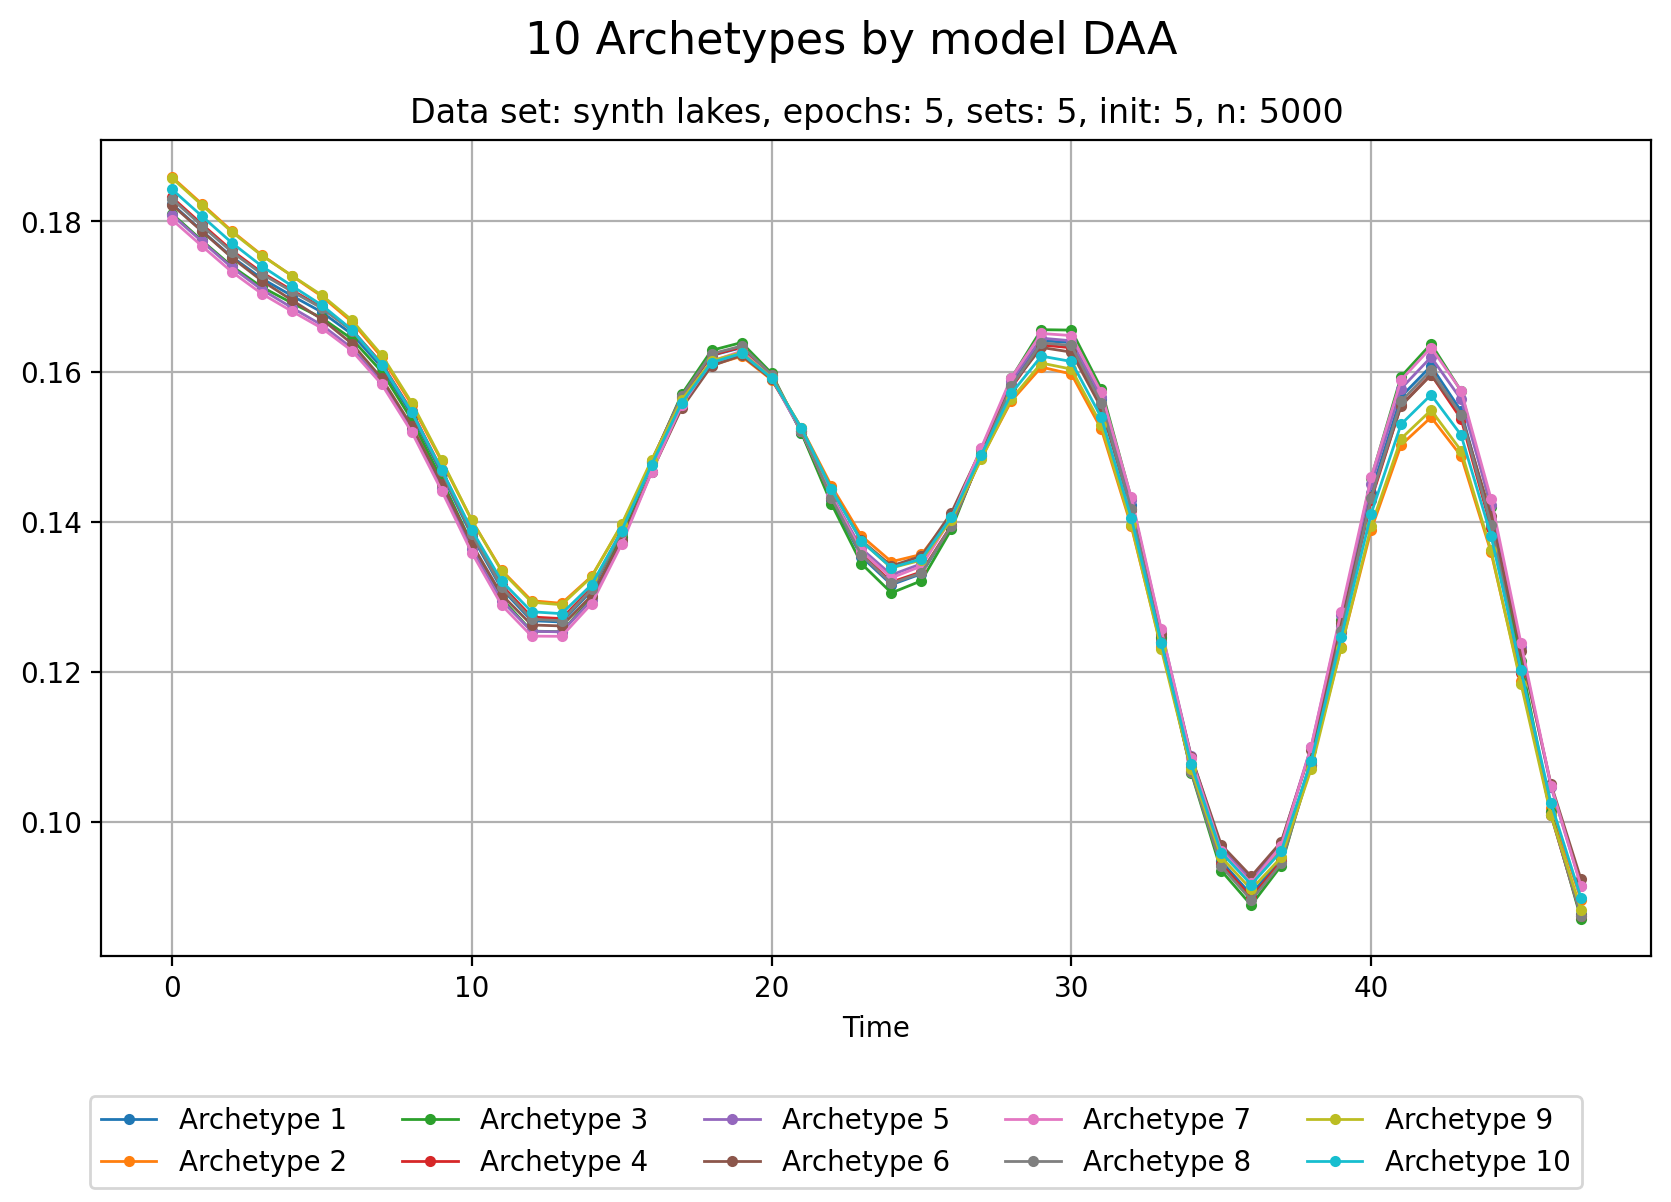 10 Archetypes by model DAA
Data set: synth lakes, epochs: 5, sets: 5, init: 5, n: 5000
0.18
0.16
0.14
0.12
0.10
0 10 20 30 40
Time
Archetype 1 Archetype 3 Archetype 5 Archetype 7 Archetype 9
Archetype 2 Archetype 4 Archetype 6 Archetype 8 Archetype 10